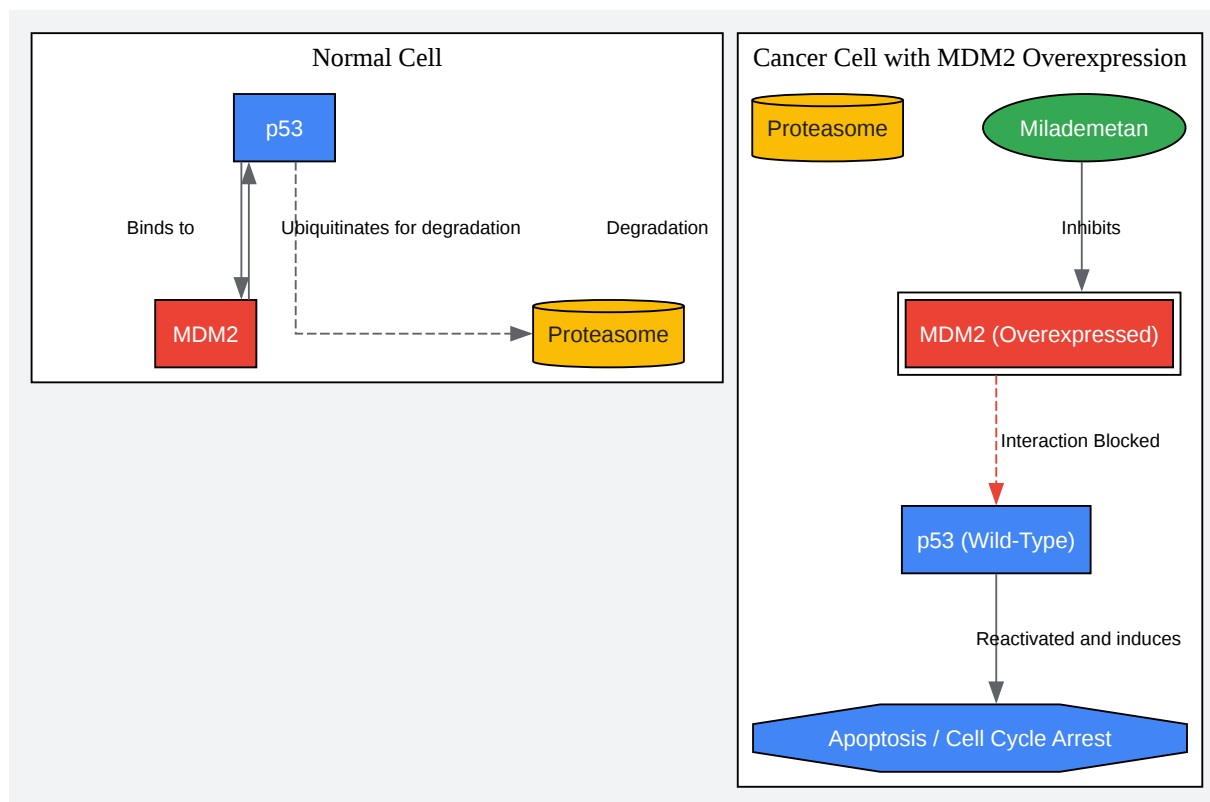 Normal Cell
p53
Binds to
Ubiquitinates for degradation
Degradation
MDM2
Proteasome
Cancer Cell with MDM2 Overexpression
Proteasome
Milademetan
Inhibits
MDM2 (Overexpressed)
Interaction Blocked
p53 (Wild-Type)
Reactivated and induces
Apoptosis / Cell Cycle Arrest